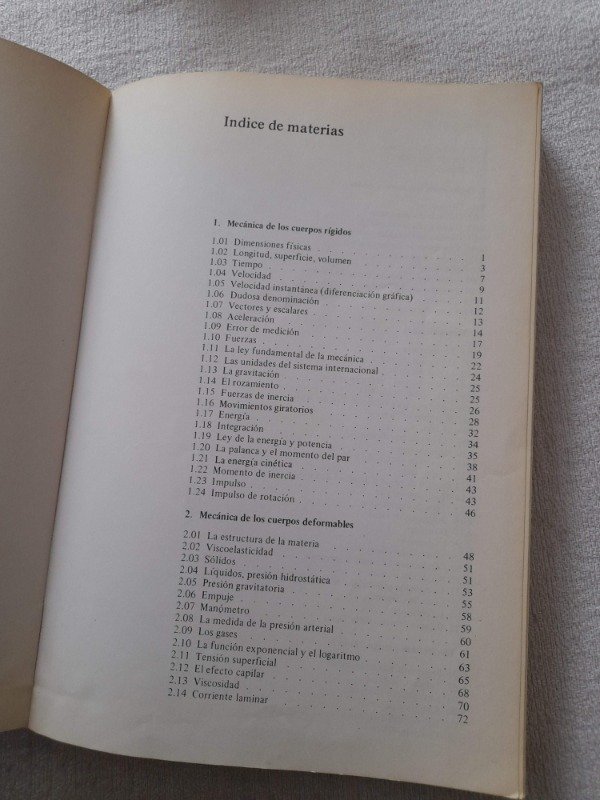 Indice de materias
1. Mecánica de los cuerpos rígidos
1.01 Dimensiones físicas 1
1.02 Longitud, superficie, volumen 3
1.03 Tiempo 7
1.04 Velocidad 9
1.05 Velocidad instantánea (diferenciación gráfica) 11
1.06 Dudosa denominación 12
1.07 Vectores y escalares 13
1.08 Aceleración 14
1.09 Error de medición 17
1.10 Fuerzas 19
1.11 La ley fundamental de la mecánica 22
1.12 Las unidades del sistema internacional 24
1.13 La gravitación 25
1.14 El rozamiento 25
1.15 Fuerzas de inercia 26
1.16 Movimientos giratorios 28
1.17 Energía 32
1.18 Integración 34
1.19 Ley de la energía y potencia 35
1.20 La palanca y el momento del par 38
1.21 La energía cinética 41
1.22 Momento de inercia 43
1.23 Impulso 43
1.24 Impulso de rotación 46
2. Mecánica de los cuerpos deformables
2.01 La estructura de la materia 48
2.02 Viscoelasticidad 51
2.03 Sólidos 51
2.04 Líquidos, presión hidrostática 53
2.05 Presión gravitatoria 55
2.06 Empuje 58
2.07 Manómetro 59
2.08 La medida de la presión arterial 60
2.09 Los gases 61
2.10 La función exponencial y el logaritmo 63
2.11 Tensión superficial 65
2.12 El efecto capilar 68
2.13 Viscosidad 70
2.14 Corriente laminar 72